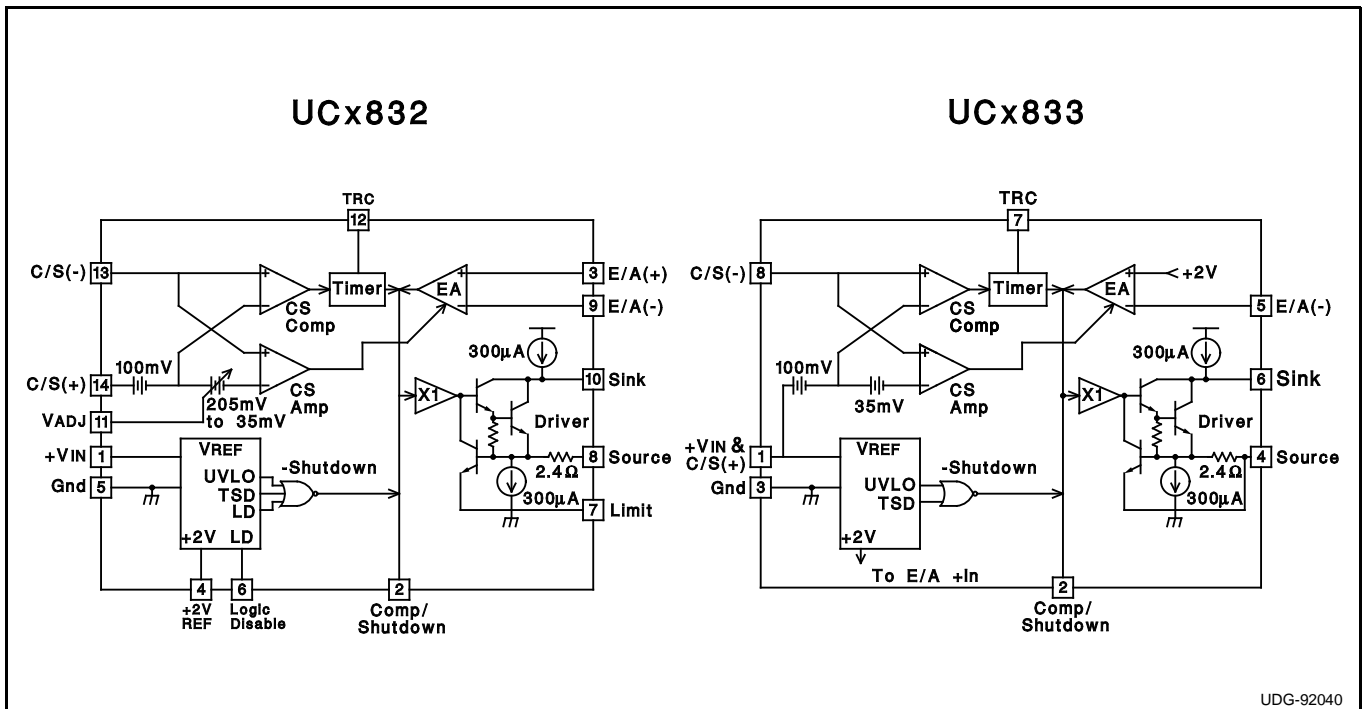 UCx832
TRC
12
C/S(-) 13
Timer
EA
3 E/A(+)
9 E/A(-)
CS
Comp
100mV
C/S(+) 14
205mV
to 35mV
CS
Amp
VADJ 11
300µA
10 Sink
X1
Driver
+VIN 1
VREF
Gnd 5
UVLO
TSD
LD
-Shutdown
2.4Ω
8 Source
300µA
7 Limit
+2V LD
4
+2V
REF
6
Logic
Disable
2
Comp/
Shutdown
UCx833
TRC
7
C/S(-) 8
Timer
EA
+2V
5 E/A(-)
CS
Comp
100mV
35mV
CS
Amp
300µA
6 Sink
X1
Driver
+VIN &
C/S(+) 1
VREF
Gnd 3
UVLO
TSD
-Shutdown
2.4Ω
4 Source
300µA
+2V
To E/A +In
2
Comp/
Shutdown
UDG-92040